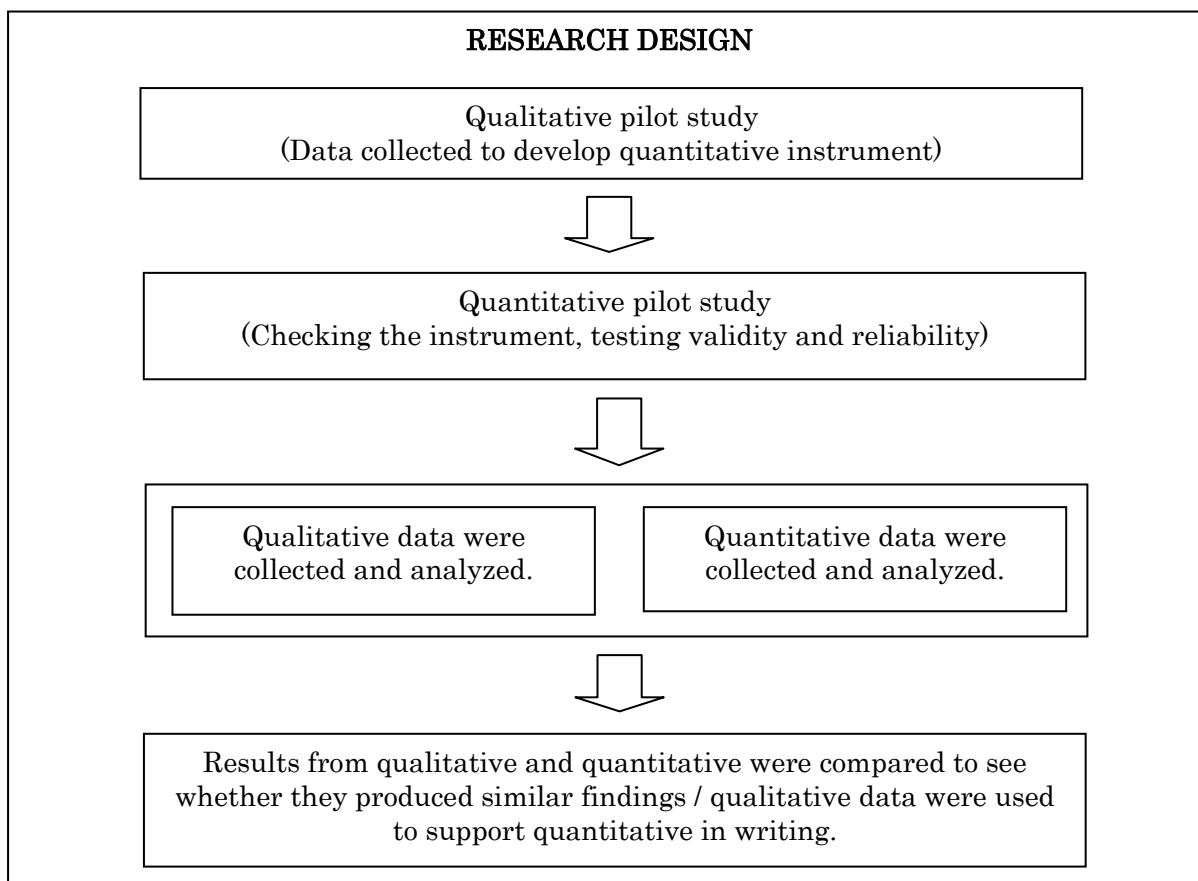 RESEARCH DESIGN
Qualitative pilot study
(Data collected to develop quantitative instrument)
Quantitative pilot study
(Checking the instrument, testing validity and reliability)
Qualitative data were
collected and analyzed.
Quantitative data were
collected and analyzed.
Results from qualitative and quantitative were compared to see
whether they produced similar findings / qualitative data were used
to support quantitative in writing.